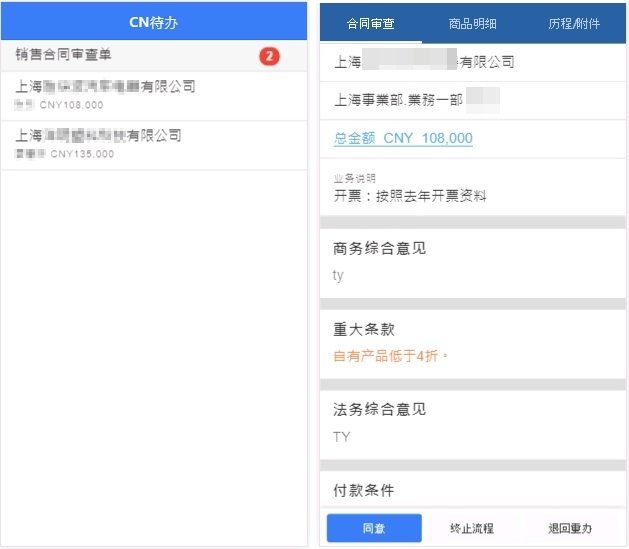 CN待办
销售合同审查单
2
上海 有限公司
CNY108,000
上海 有限公司
CNY135,000
合同审查
商品明细
历程/附件
上海 有限公司
上海事業部.業務一部
总金额 CNY 108,000
业务说明
开票：按照去年开票资料
商务综合意见
ty
重大条款
自有产品低于4折。
法务综合意见
TY
付款条件
同意
终止流程
退回重办